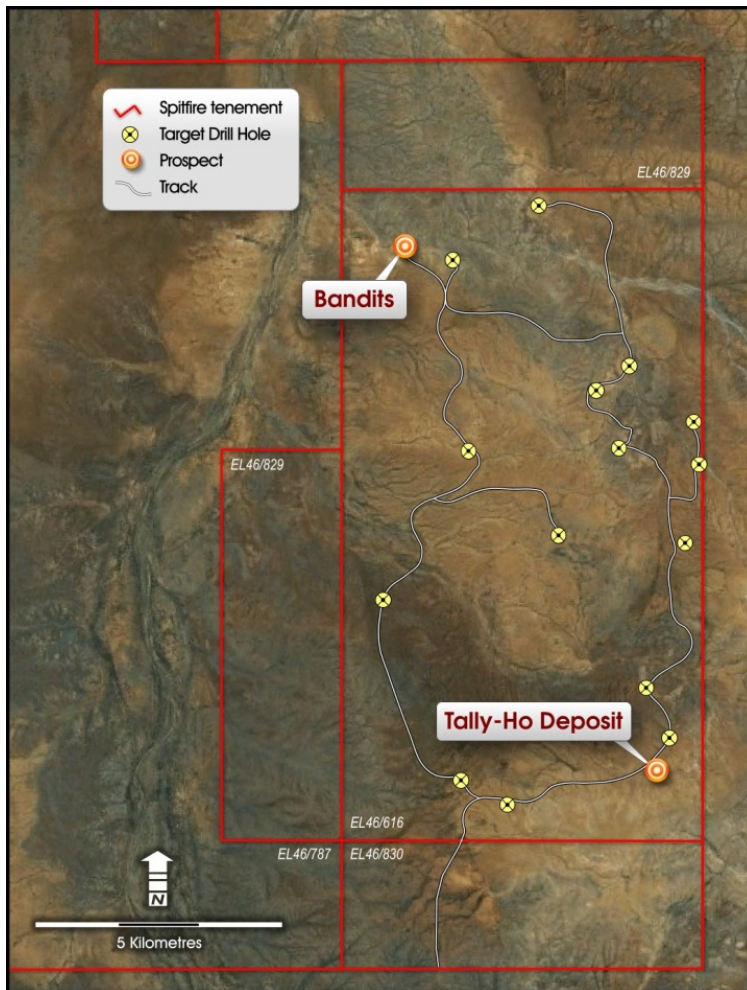 Spitfire tenement
Target Drill Hole
Prospect
Track
EL46/829
Bandits
EL46/829
Tally-Ho Deposit
EL46/616
EL46/787
EL46/830
N
5 Kilometres